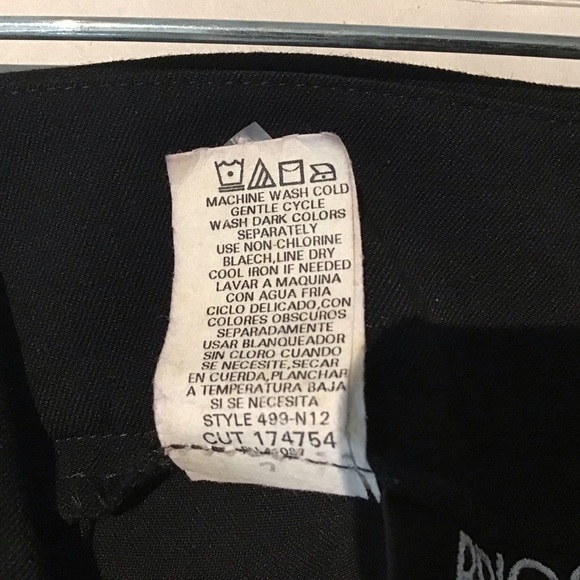 MACHINE WASH COLD
GENTLE CYCLE
WASH DARK COLORS
SEPARATELY
USE NON-CHLORINE
BLAECH,LINE DRY
COOL IRON IF NEEDED
LAVAR A MAQUINA
CON AGUA FRIA
CICLO DELICADO,CON
COLORES OBSCUROS
SEPARADAMENTE
USAR BLANQUEADOR
SIN CLORO CUANDO
SE NECESITE,SECAR
EN CUERDA,PLANCHAR
A TEMPERATURA BAJA
SI SE NECESITA
STYLE 499-N12
CUT 174754